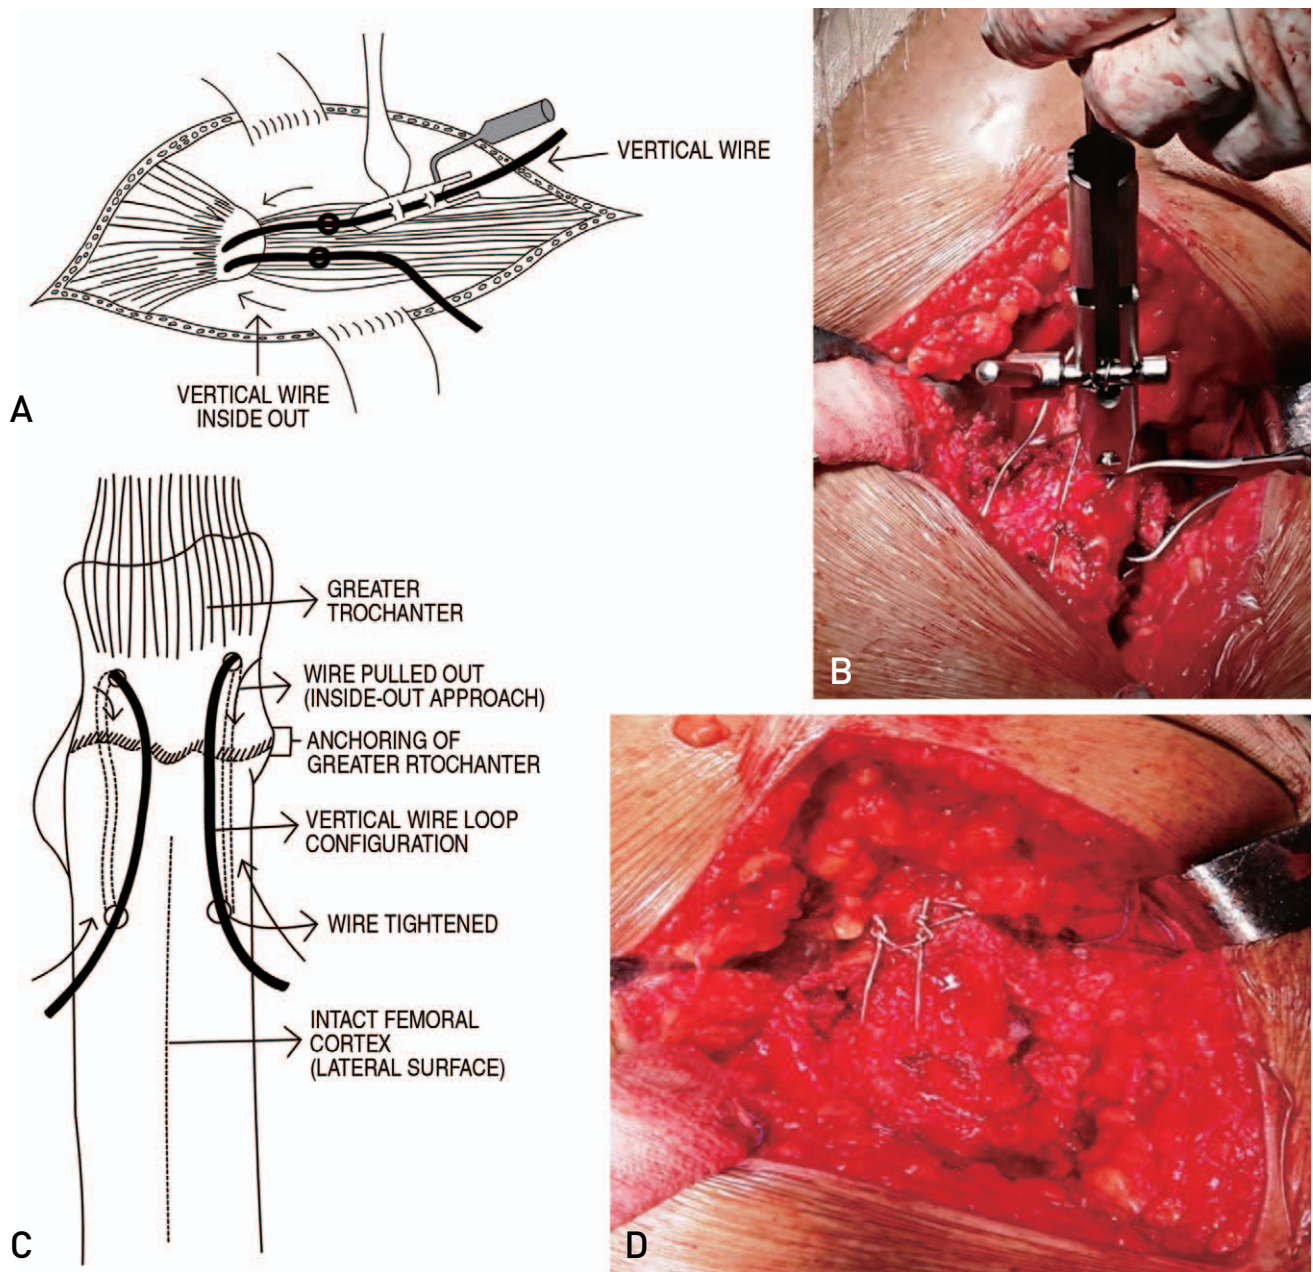 VERTICAL WIRE
VERTICAL WIRE
INSIDE OUT
A
B
GREATER
TROCHANTER
WIRE PULLED OUT
(INSIDE-OUT APPROACH)
ANCHORING OF
GREATER RTOCHANTER
VERTICAL WIRE LOOP
CONFIGURATION
WIRE TIGHTENED
INTACT FEMORAL
CORTEX
(LATERAL SURFACE)
C
D